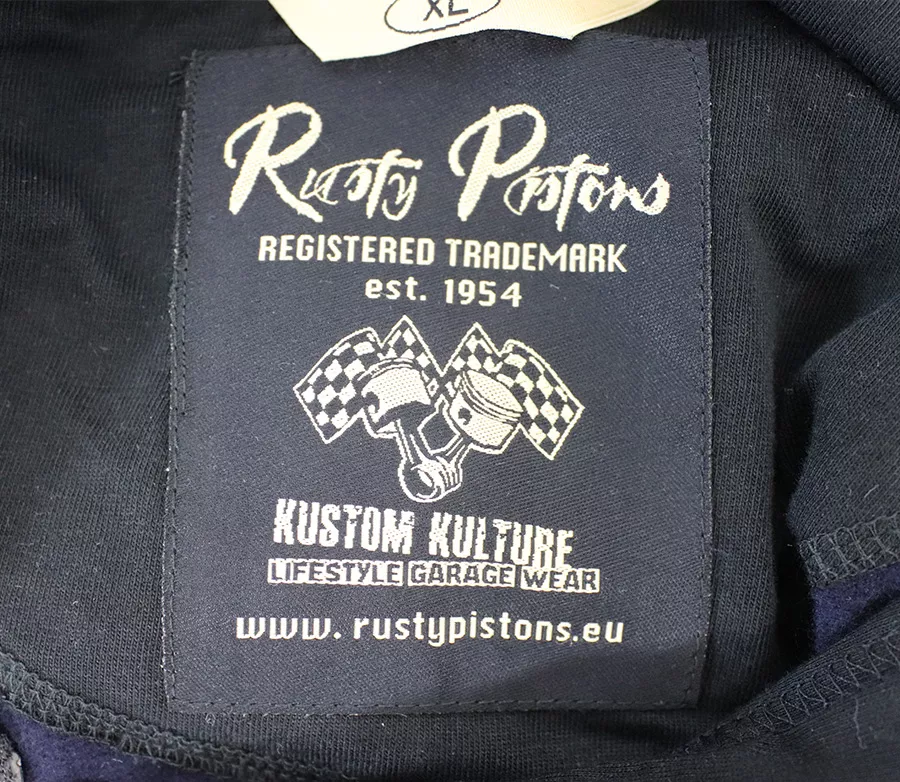 XL
Rusty Pistons
REGISTERED TRADEMARK
est. 1954
KUSTOM KULTURE
LIFESTYLE GARAGE WEAR
www. rustypistons.eu